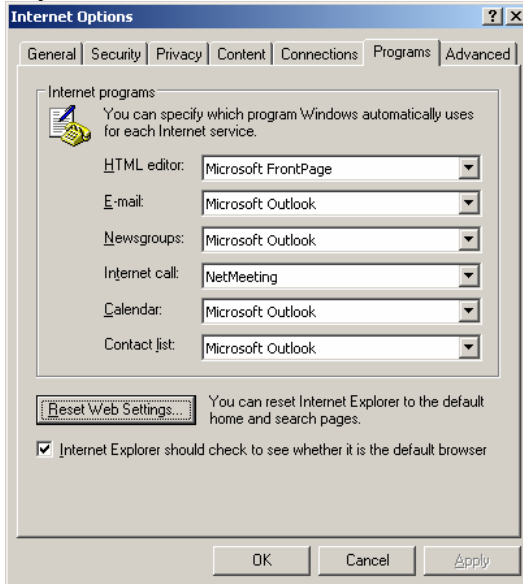 Internet Options
General Security Privacy Content Connections Programs Advanced
Internet programs
You can specify which program Windows automatically uses
for each Internet service.
HTML editor: Microsoft FrontPage
E-mail: Microsoft Outlook
Newsgroups: Microsoft Outlook
Internet call: NetMeeting
Calendar: Microsoft Outlook
Contact list: Microsoft Outlook
Reset Web Settings... You can reset Internet Explorer to the default
home and search pages.
Internet Explorer should check to see whether it is the default browser
OK Cancel Apply